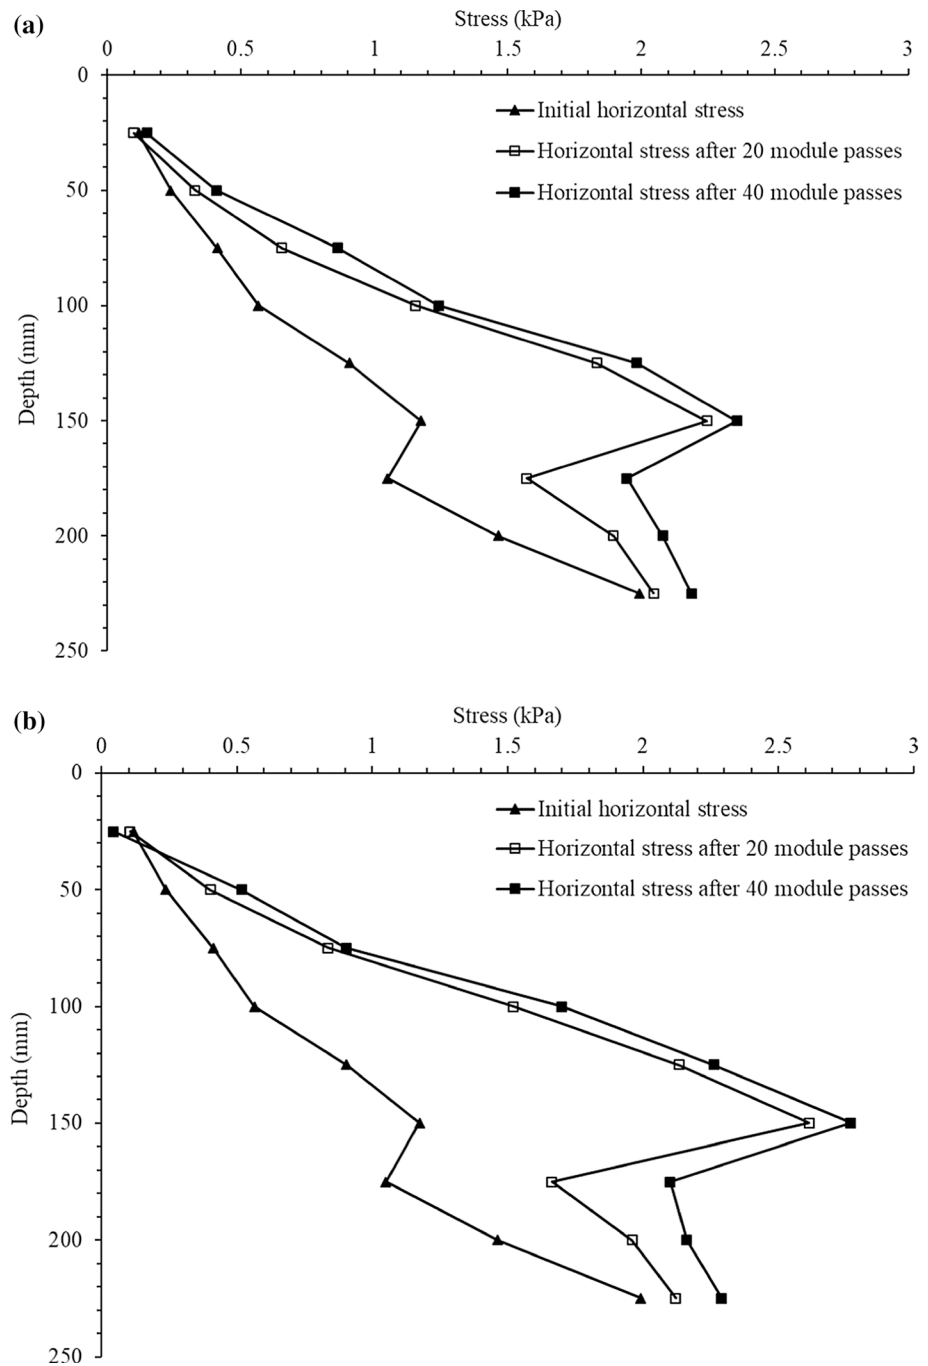 (a)
Stress (kPa)
0 0.5 1 1.5 2 2.5 3
0
50
100
150
200
250
Depth (mm)
Initial horizontal stress
Horizontal stress after 20 module passes
Horizontal stress after 40 module passes
(b)
Stress (kPa)
0 0.5 1 1.5 2 2.5 3
0
50
100
150
200
250
Depth (mm)
Initial horizontal stress
Horizontal stress after 20 module passes
Horizontal stress after 40 module passes